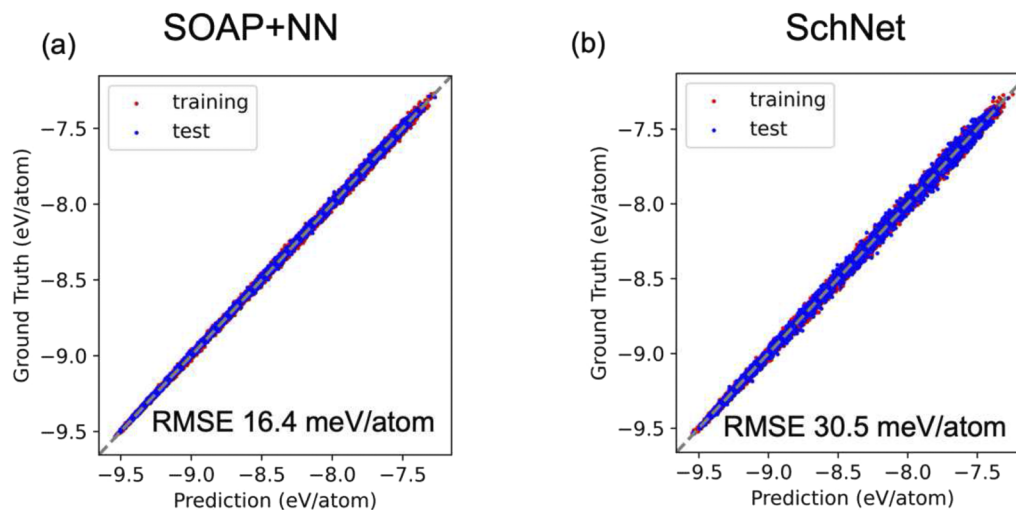 SOAP+NN
(a)
training
test
Ground Truth (eV/atom)
−7.5
−8.0
−8.5
−9.0
−9.5
RMSE 16.4 meV/atom
−9.5 −9.0 −8.5 −8.0 −7.5
Prediction (eV/atom)
SchNet
(b)
training
test
Ground Truth (eV/atom)
−7.5
−8.0
−8.5
−9.0
−9.5
RMSE 30.5 meV/atom
−9.5 −9.0 −8.5 −8.0 −7.5
Prediction (eV/atom)